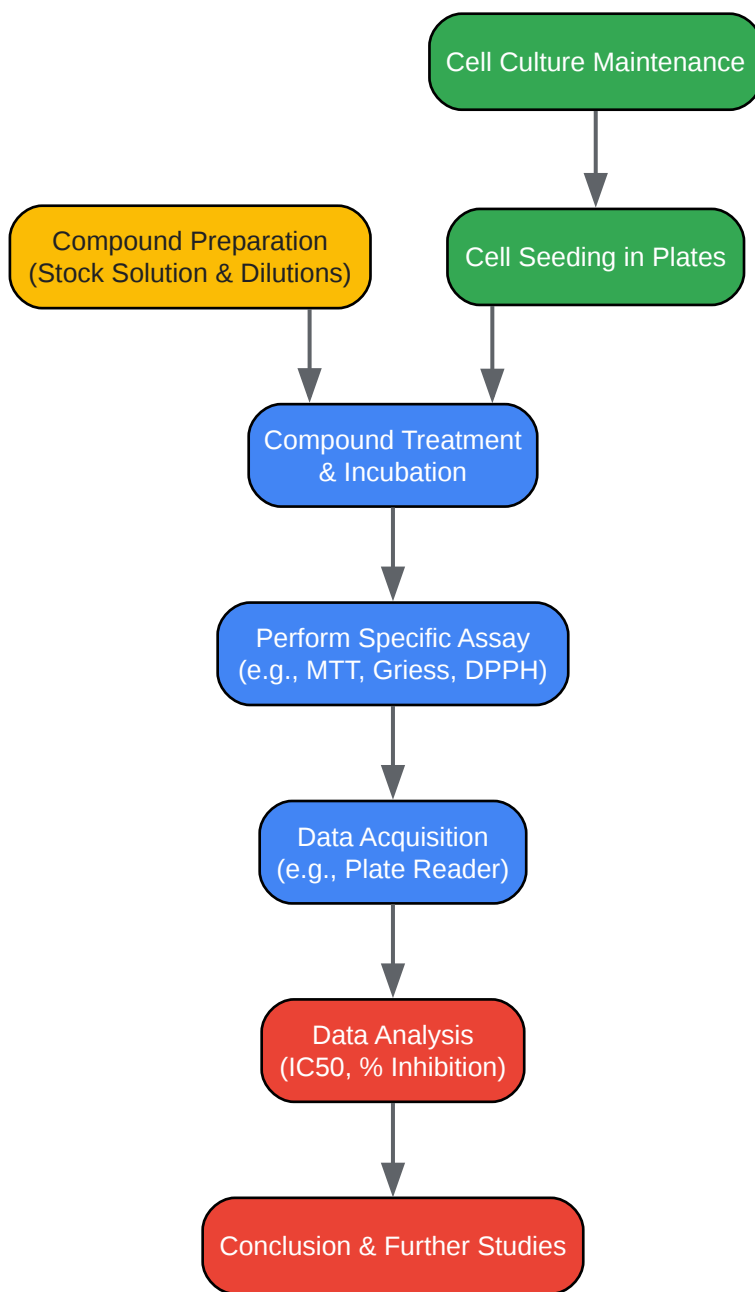 Cell Culture Maintenance
Compound Preparation
(Stock Solution & Dilutions)
Cell Seeding in Plates
Compound Treatment
& Incubation
Perform Specific Assay
(e.g., MTT, Griess, DPPH)
Data Acquisition
(e.g., Plate Reader)
Data Analysis
(IC50, % Inhibition)
Conclusion & Further Studies